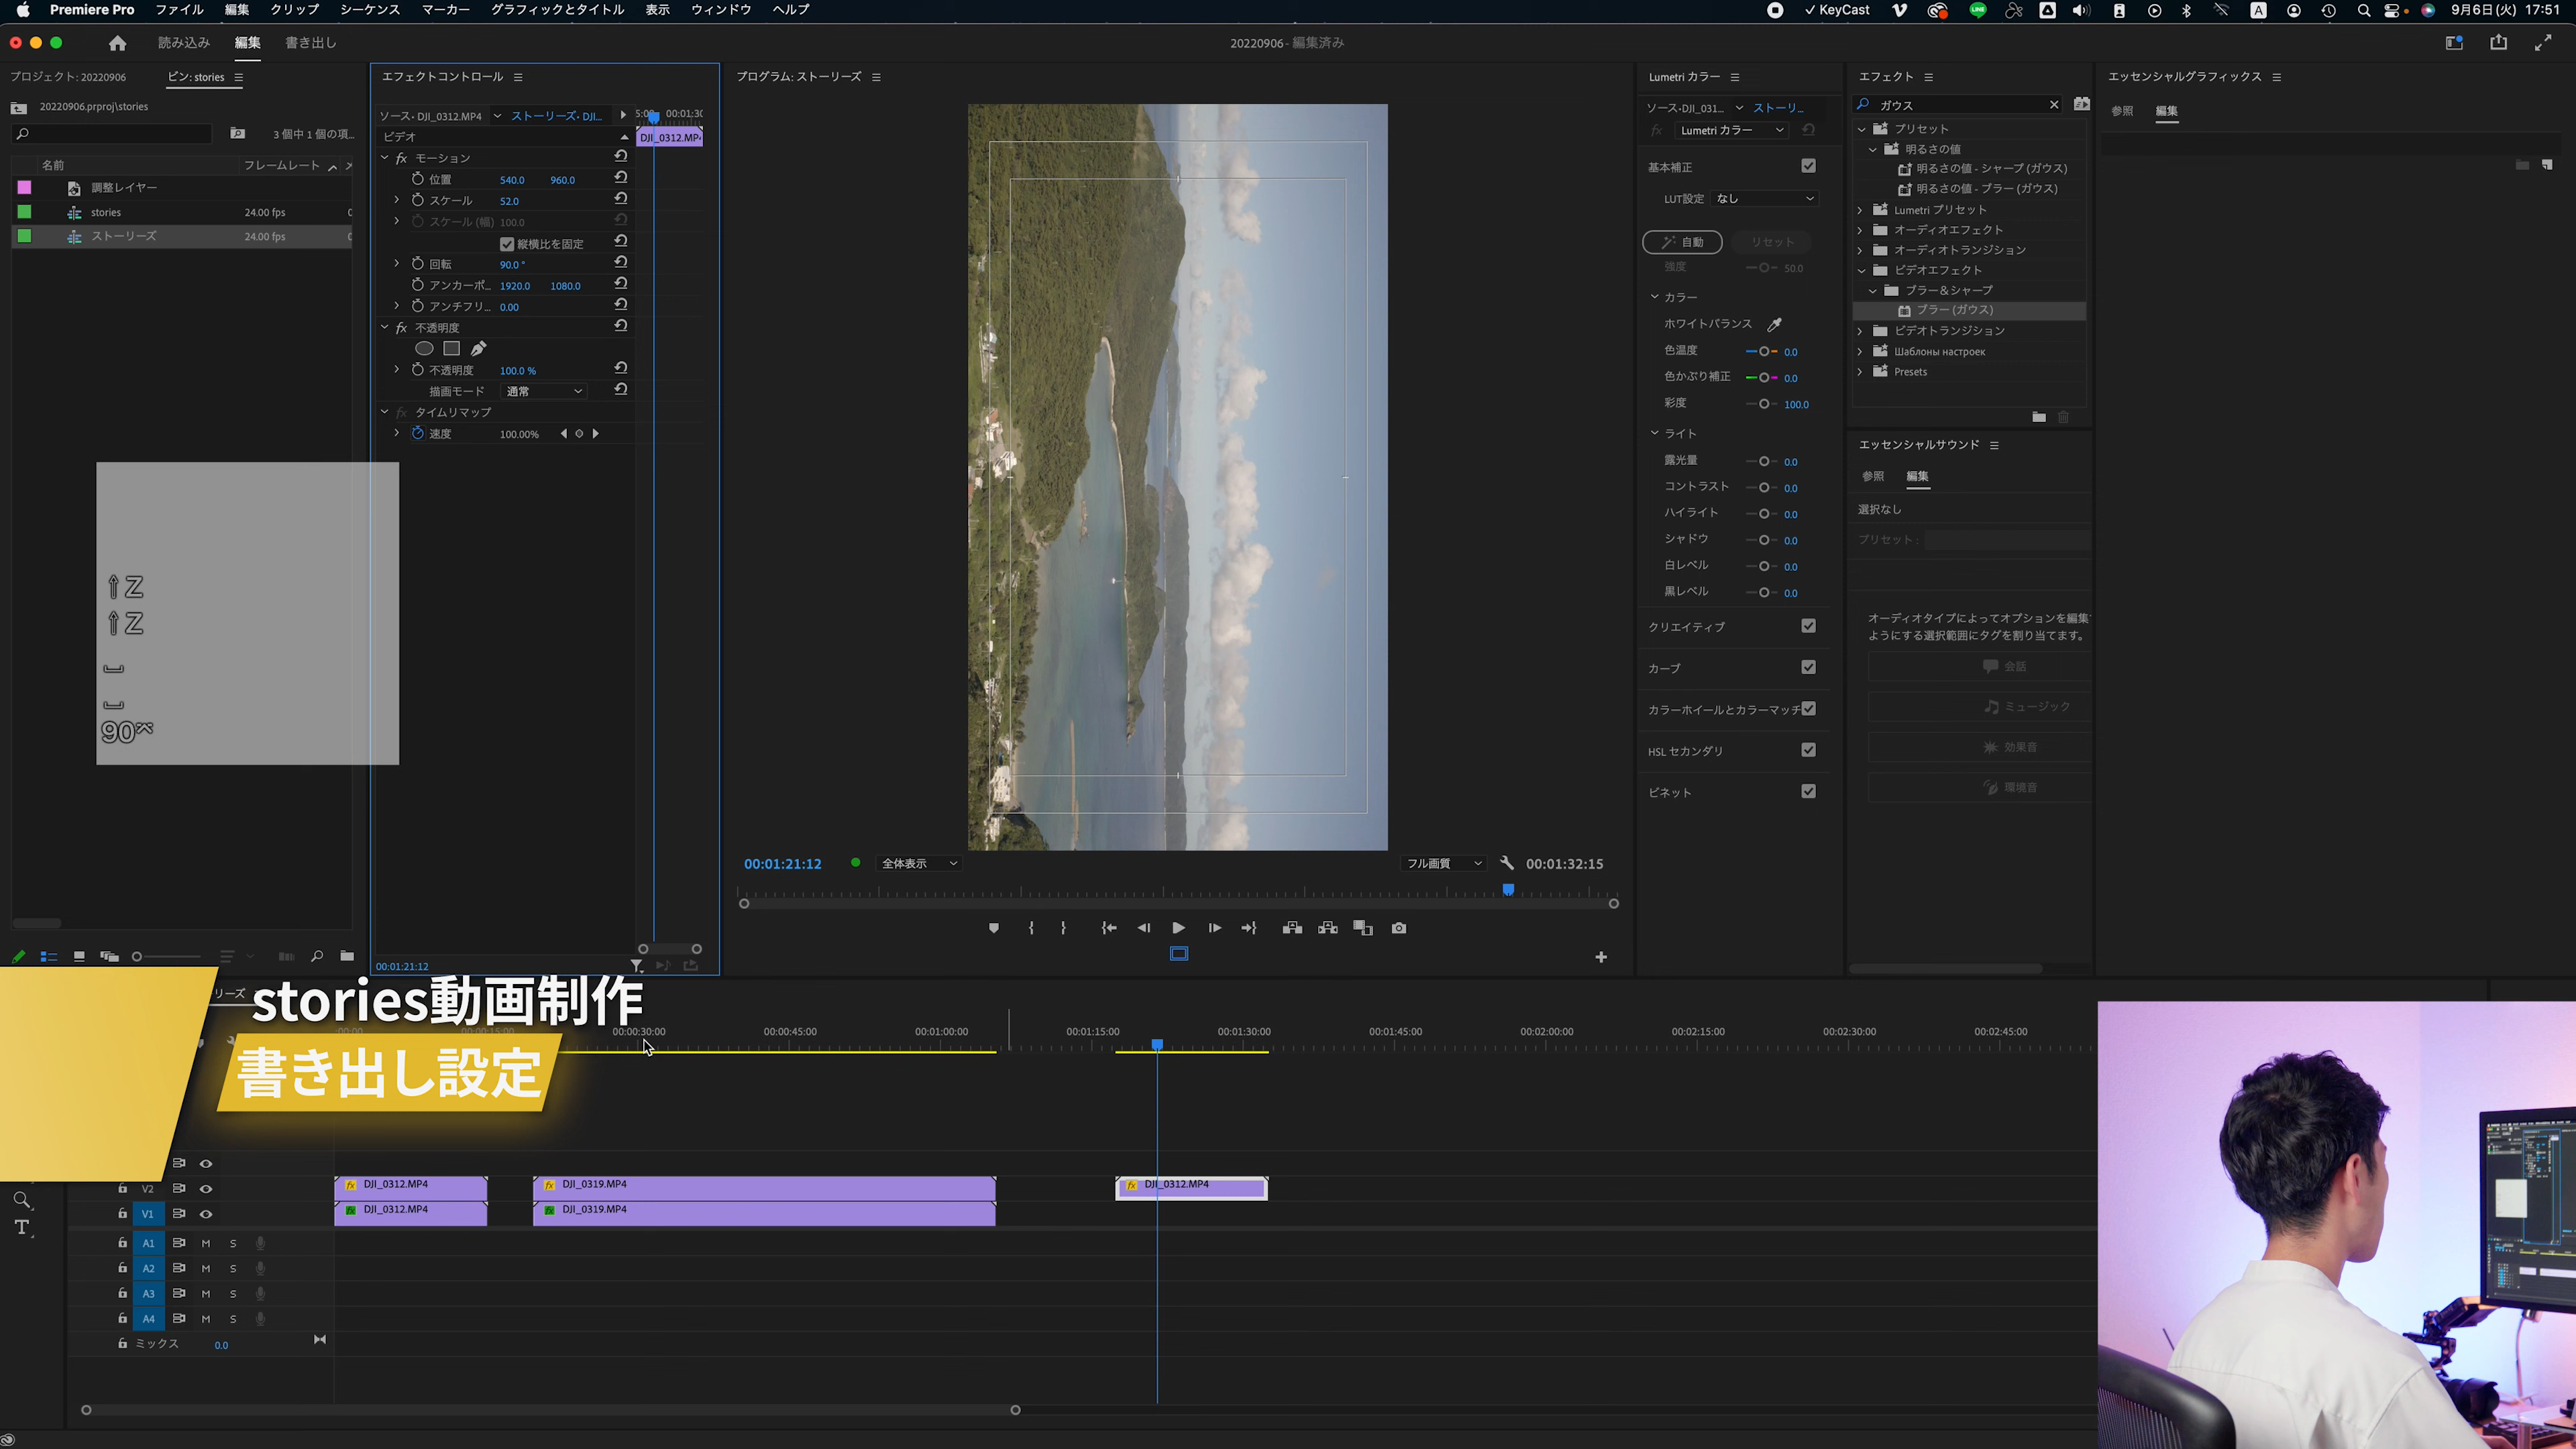 Premiere Pro ファイル 編集 クリップ シーケンス マーカー グラフィックとタイトル 表示 ウィンドウ ヘルプ
✓ KeyCast
A
9月6日(火) 17:51
読み込み 編集 書き出し
20220906 - 編集済み
プロジェクト: 20220906
ビン: stories
20220906.prproj\stories
3 個中 1 個の項...
名前 フレームレート
調整レイヤー
stories 24.00 fps
ストーリーズ 24.00 fps
エフェクトコントロール
ソース・DJI_0312.MP4 ストーリーズ・DJI...
5:00 00:01:30
ビデオ
DJI_0312.MP4
fx モーション
位置 540.0 960.0
スケール 52.0
スケール (幅) 100.0
縦横比を固定
回転 90.0 °
アンカーポ... 1920.0 1080.0
アンチフリ... 0.00
fx 不透明度
不透明度 100.0 %
描画モード 通常
fx タイムリマップ
速度 100.00%
⇧Z
⇧Z
90
00:01:21:12
プログラム: ストーリーズ
00:01:21:12 全体表示 フル画質 00:01:32:15
Lumetri カラー
ソース・DJI_031... ストーリ...
fx Lumetri カラー
基本補正
LUT設定 なし
自動 リセット
強度 50.0
カラー
ホワイトバランス
色温度 0.0
色かぶり補正 0.0
彩度 100.0
ライト
露光量 0.0
コントラスト 0.0
ハイライト 0.0
シャドウ 0.0
白レベル 0.0
黒レベル 0.0
クリエイティブ
カーブ
カラーホイールとカラーマッチ
HSL セカンダリ
ビネット
エフェクト
ガウス
プリセット
明るさの値
明るさの値 - シャープ (ガウス)
明るさの値 - ブラー (ガウス)
Lumetri プリセット
オーディオエフェクト
オーディオトランジション
ビデオエフェクト
ブラー＆シャープ
ブラー (ガウス)
ビデオトランジション
Шаблоны настроек
Presets
エッセンシャルサウンド
参照 編集
選択なし
プリセット :
オーディオタイプによってオプションを編集で
ようにする選択範囲にタグを割り当てます。
会話
ミュージック
効果音
環境音
エッセンシャルグラフィックス
参照 編集
stories動画制作
書き出し設定
リーズ
00:00:30:00 00:00:45:00 00:01:00:00 00:01:15:00 00:01:30:00 00:01:45:00 00:02:00:00 00:02:15:00 00:02:30:00 00:02:45:00
V2 DJI_0312.MP4 DJI_0319.MP4 DJI_0312.MP4
V1 DJI_0312.MP4 DJI_0319.MP4
A1 M S
A2 M S
A3 M S
A4 M S
ミックス 0.0
T